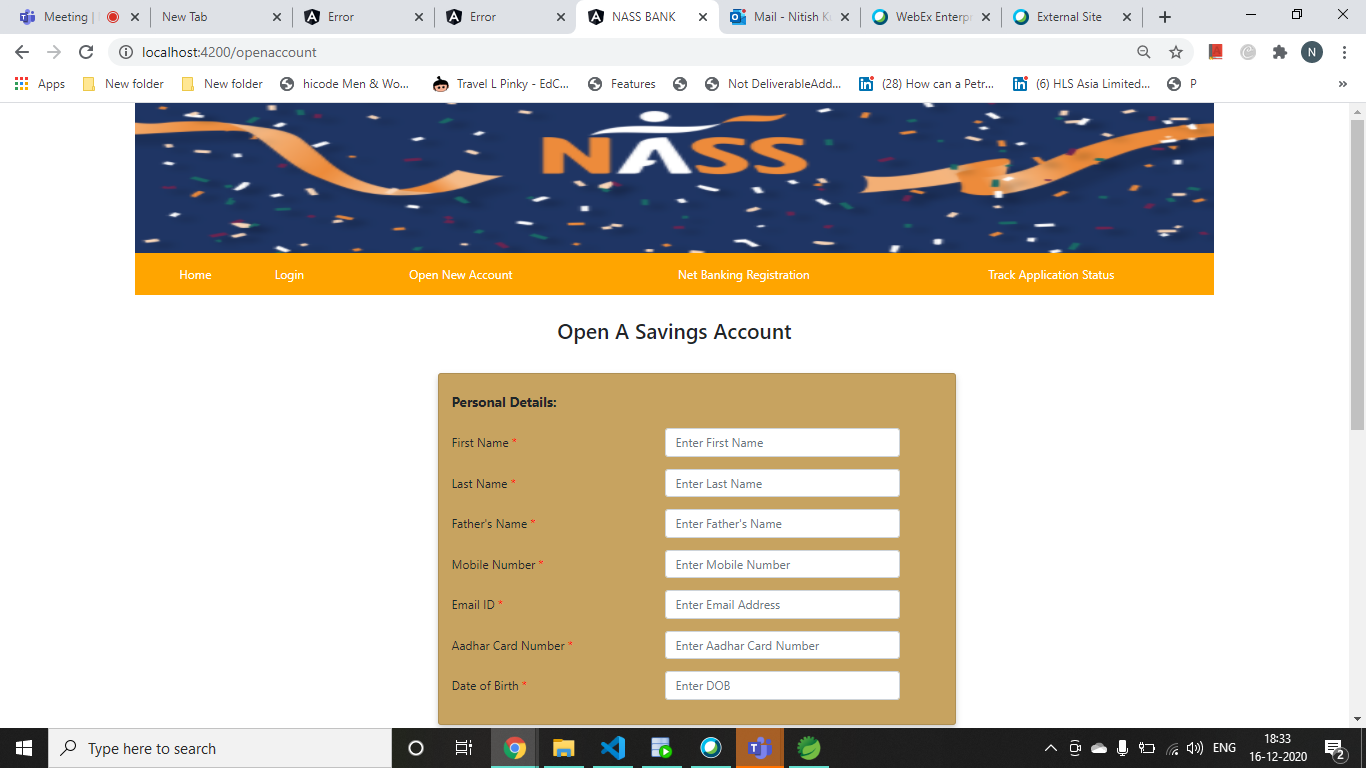 Meeting |
New Tab
Error
Error
NASS BANK
Mail - Nitish K
WebEx Enterpr
External Site
localhost:4200/openaccount
N
Apps
New folder
New folder
hicode Men & Wo...
Travel L Pinky - EdC...
Features
Not DeliverableAdd...
(28) How can a Petr...
(6) HLS Asia Limited...
P
»
NASS
Home
Login
Open New Account
Net Banking Registration
Track Application Status
Open A Savings Account
Personal Details:
First Name *
Enter First Name
Last Name *
Enter Last Name
Father's Name *
Enter Father's Name
Mobile Number *
Enter Mobile Number
Email ID *
Enter Email Address
Aadhar Card Number *
Enter Aadhar Card Number
Date of Birth *
Enter DOB
Type here to search
ENG
18:33
16-12-2020
2